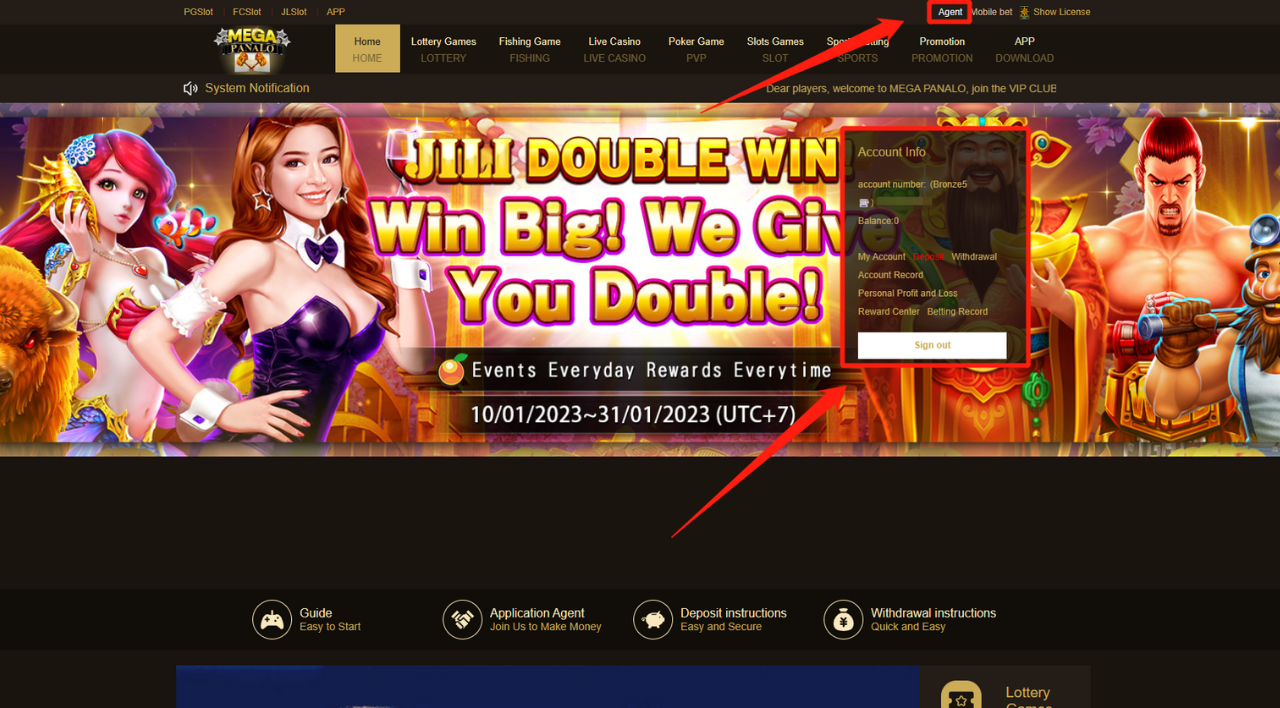 PGSlot FCSlot JLSlot APP
Agent Mobile bet Show License
MEGA
PANALO
Home Lottery Games Fishing Game Live Casino Poker Game Slots Games Promotion APP
HOME LOTTERY FISHING LIVE CASINO PVP SLOT SPORTS PROMOTION DOWNLOAD
System Notification
Dear players, welcome to MEGA PANALO, join the VIP CLUB
JILI DOUBLE WIN
Win Big! We Give
You Double!
Events Everyday Rewards Everytime
10/01/2023~31/01/2023 (UTC+7)
Account Info
account number: (Bronze5
)
Balance:0
My Account Deposit Withdrawal
Account Record
Personal Profit and Loss
Reward Center Betting Record
Sign out
Guide
Easy to Start
Application Agent
Join Us to Make Money
Deposit instructions
Easy and Secure
Withdrawal instructions
Quick and Easy
Lottery
Games